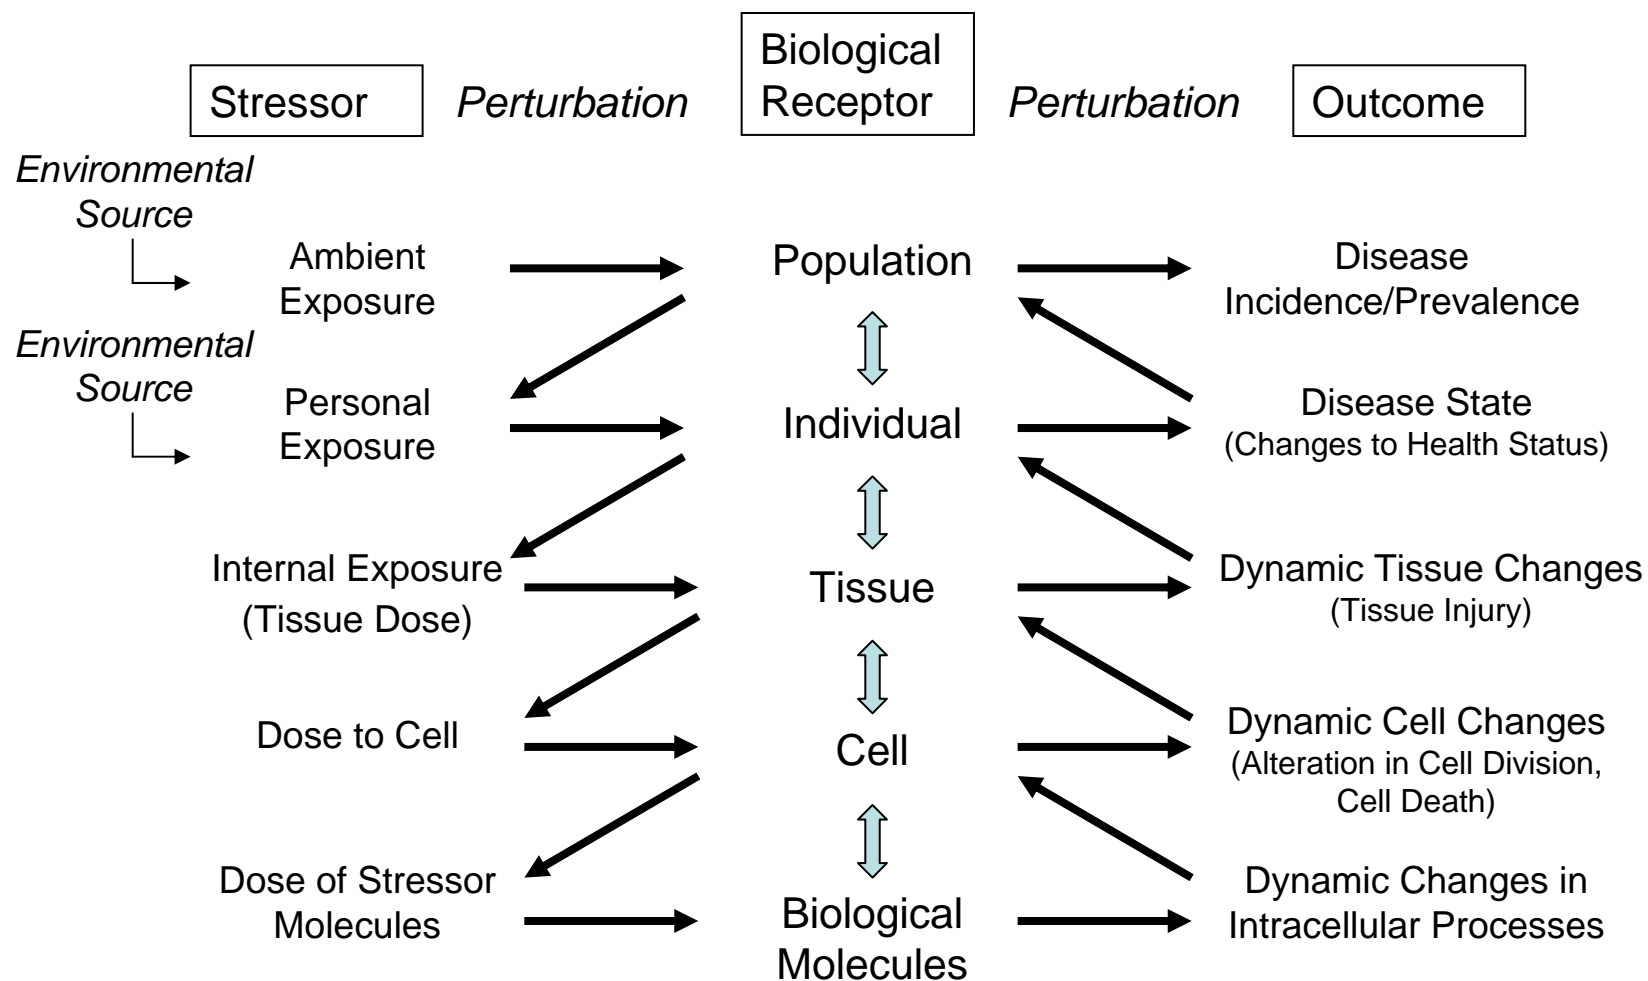 Stressor
Perturbation
Biological
Receptor
Perturbation
Outcome
Environmental
Source
Ambient
Exposure
Population
Disease
Incidence/Prevalence
Environmental
Source
Personal
Exposure
Individual
Disease State
(Changes to Health Status)
Internal Exposure
(Tissue Dose)
Tissue
Dynamic Tissue Changes
(Tissue Injury)
Dose to Cell
Cell
Dynamic Cell Changes
(Alteration in Cell Division,
Cell Death)
Dose of Stressor
Molecules
Biological
Molecules
Dynamic Changes in
Intracellular Processes